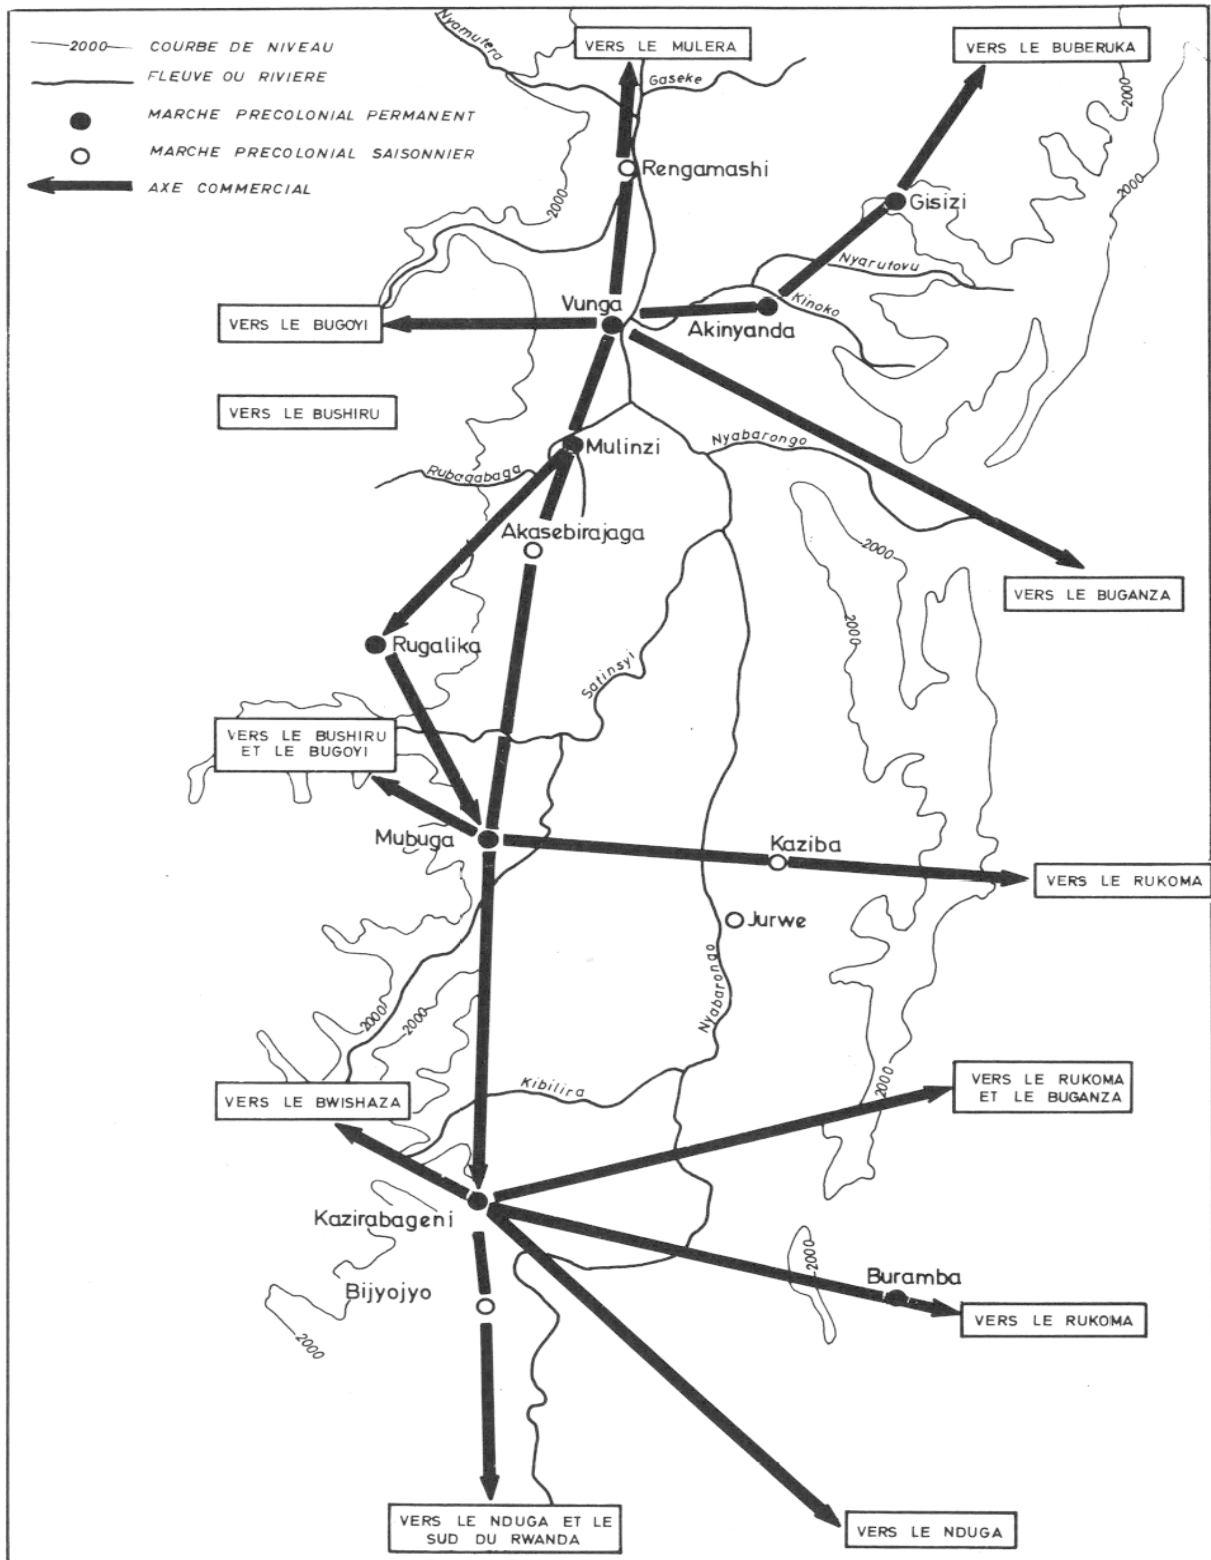 2000 COURBE DE NIVEAU
FLEUVE OU RIVIERE
MARCHE PRECOLONIAL PERMANENT
MARCHE PRECOLONIAL SAISONNIER
AXE COMMERCIAL
Nyamutera
VERS LE MULERA
VERS LE BUBERUKA
Gaseke
2000
2000
2000
Rengamashi
Gisizi
Nyarutovu
Kinoko
Vunga
Akinyanda
VERS LE BUGOYI
VERS LE BUSHIRU
2000
Mulinzi
Nyabarongo
Rubagabaga
Akasebirajaga
2000
VERS LE BUGANZA
2000
Rugalika
Satinsyi
VERS LE BUSHIRU
ET LE BUGOYI
Mubuga
Kaziba
VERS LE RUKOMA
Jurwe
Nyabarongo
2000
2000
2000
Kibilira
VERS LE BWISHAZA
VERS LE RUKOMA
ET LE BUGANZA
Kazirabageni
2000
Bijyojyo
Buramba
VERS LE RUKOMA
2000
VERS LE NDUGA ET LE
SUD DU RWANDA
VERS LE NDUGA